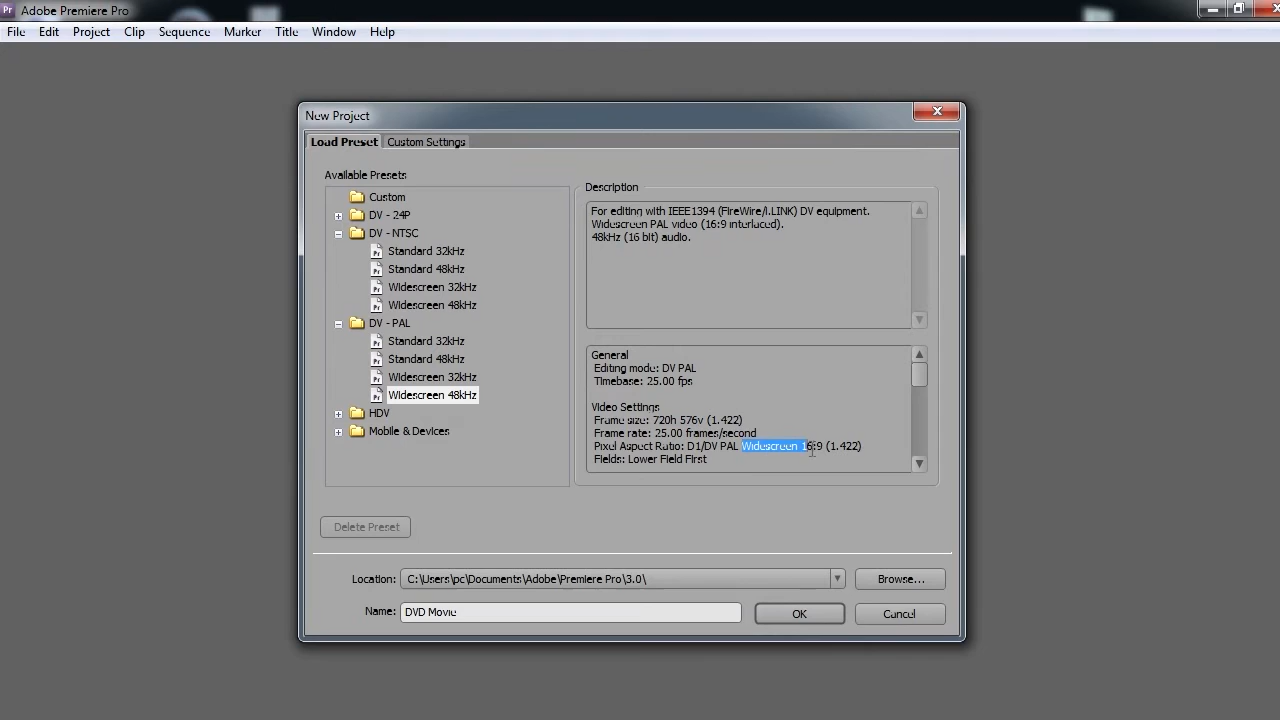 Pr Adobe Premiere Pro
File Edit Project Clip Sequence Marker Title Window Help
New Project
Load Preset Custom Settings
Available Presets
Custom
DV - 24P
DV - NTSC
Standard 32kHz
Standard 48kHz
Widescreen 32kHz
Widescreen 48kHz
DV - PAL
Standard 32kHz
Standard 48kHz
Widescreen 32kHz
Widescreen 48kHz
HDV
Mobile & Devices
Description
For editing with IEEE1394 (FireWire/i.LINK) DV equipment.
Widescreen PAL video (16:9 interlaced).
48kHz (16 bit) audio.
General
Editing mode: DV PAL
Timebase: 25.00 fps
Video Settings
Frame size: 720h 576v (1.422)
Frame rate: 25.00 frames/second
Pixel Aspect Ratio: D1/DV PAL Widescreen 16:9 (1.422)
Fields: Lower Field First
Delete Preset
Location: C:\Users\pc\Documents\Adobe\Premiere Pro\3.0\ Browse...
Name: DVD Movie OK Cancel